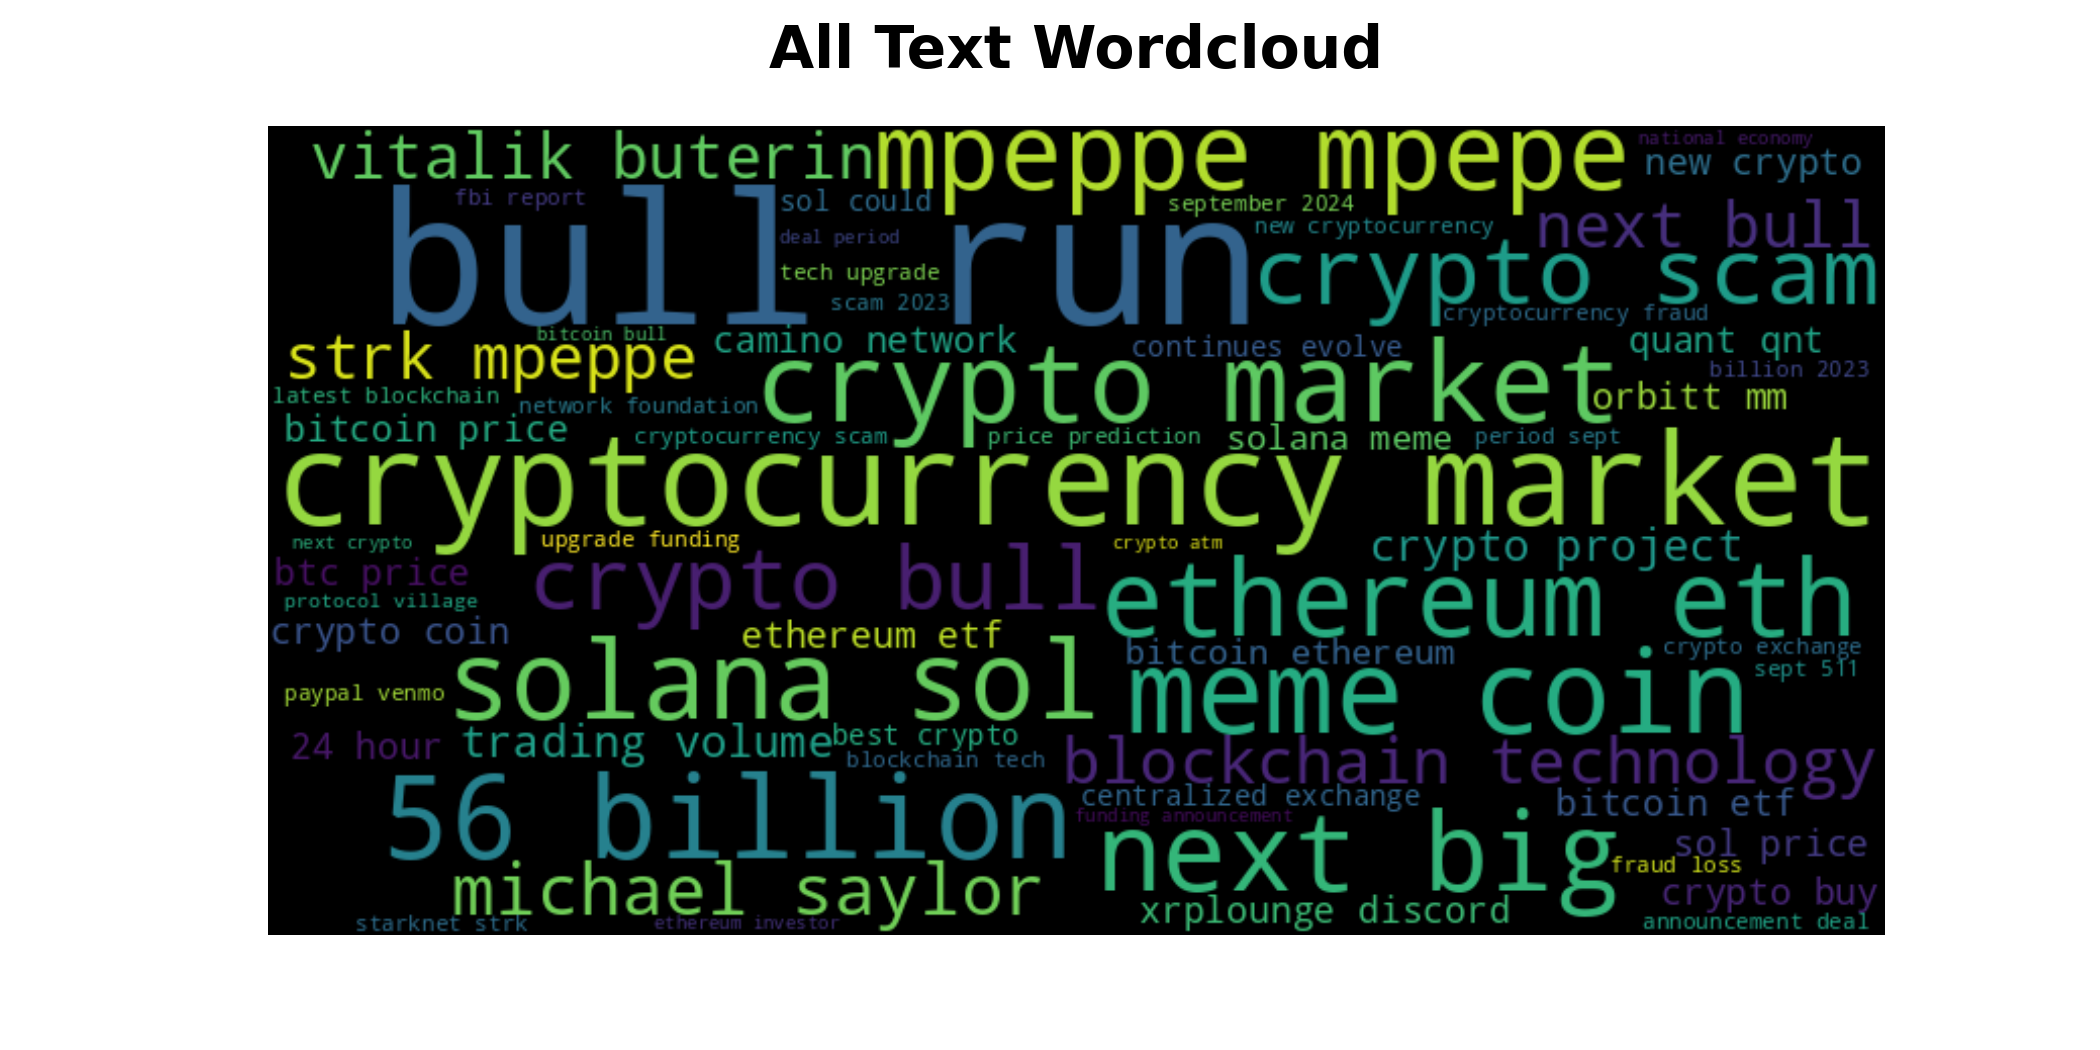 All Text Wordcloud
vitalik buterin
mpeppe mpepe
national economy
new crypto
fbi report
sol could
september 2024
bull run
deal period
new cryptocurrency
next bull
tech upgrade
crypto scam
scam 2023
cryptocurrency fraud
bitcoin bull
strk mpeppe
camino network
continues evolve
quant qnt
crypto market
billion 2023
latest blockchain
network foundation
orbitt mm
bitcoin price
cryptocurrency scam
price prediction
solana meme
period sept
cryptocurrency market
next crypto
upgrade funding
crypto atm
crypto project
btc price
crypto bull
ethereum eth
protocol village
crypto coin
ethereum etf
bitcoin ethereum
crypto exchange
sept 511
paypal venmo
solana sol
meme coin
24 hour
trading volume
best crypto
blockchain tech
blockchain technology
56 billion
centralized exchange
bitcoin etf
funding announcement
next big
sol price
fraud loss
michael saylor
crypto buy
xrplounge discord
starknet strk
ethereum investor
announcement deal